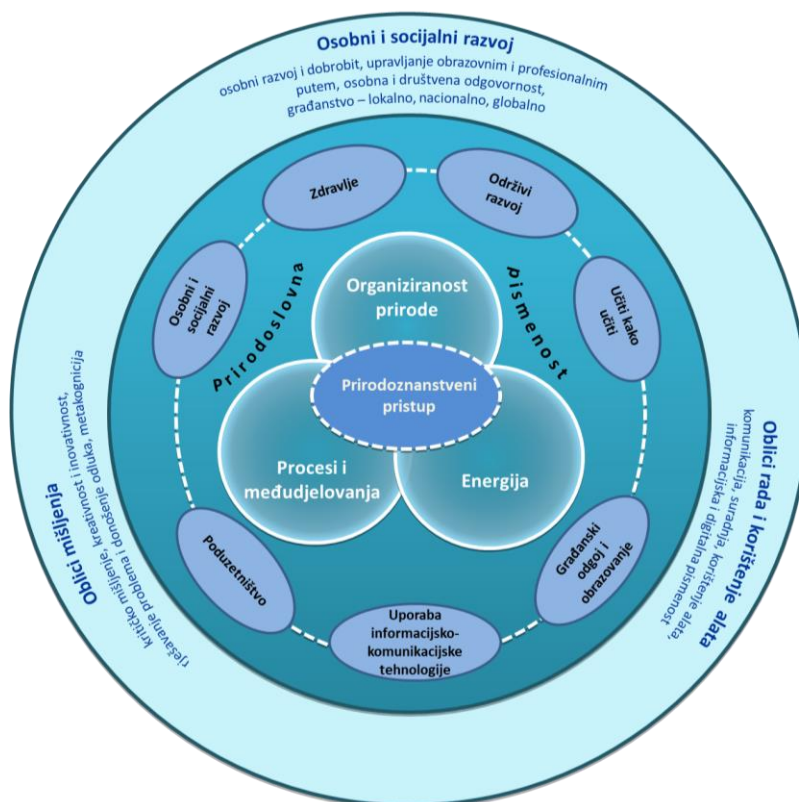 Osobni i socijalni razvoj
osobni razvoj i dobrobit, upravljanje obrazovnim i profesionalnim
putem, osobna i društvena odgovornost,
građanstvo – lokalno, nacionalno, globalno
Zdravlje
Održivi
razvoj
Osobni i
socijalni
razvoj
Učiti kako
učiti
Prirodoslovna
pismenost
Organiziranost
prirode
Prirodoznanstveni
pristup
Procesi i
međudjelovanja
Energija
Poduzetništvo
Uporaba
informacijsko-
komunikacijske
tehnologije
Građanski
odgoj i
obrazovanje
Oblici mišljenja
kritičko mišljenje, kreativnost i inovativnost,
rješavanje problema i donošenje odluka, metakognicija
Oblici rada i korištenje alata
komunikacija, suradnja, korištenje alata,
informacijska i digitalna pismenost